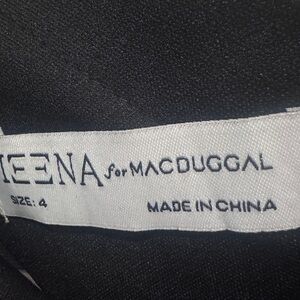 IEENA for MACDUGGAL
SIZE: 4 MADE IN CHINA